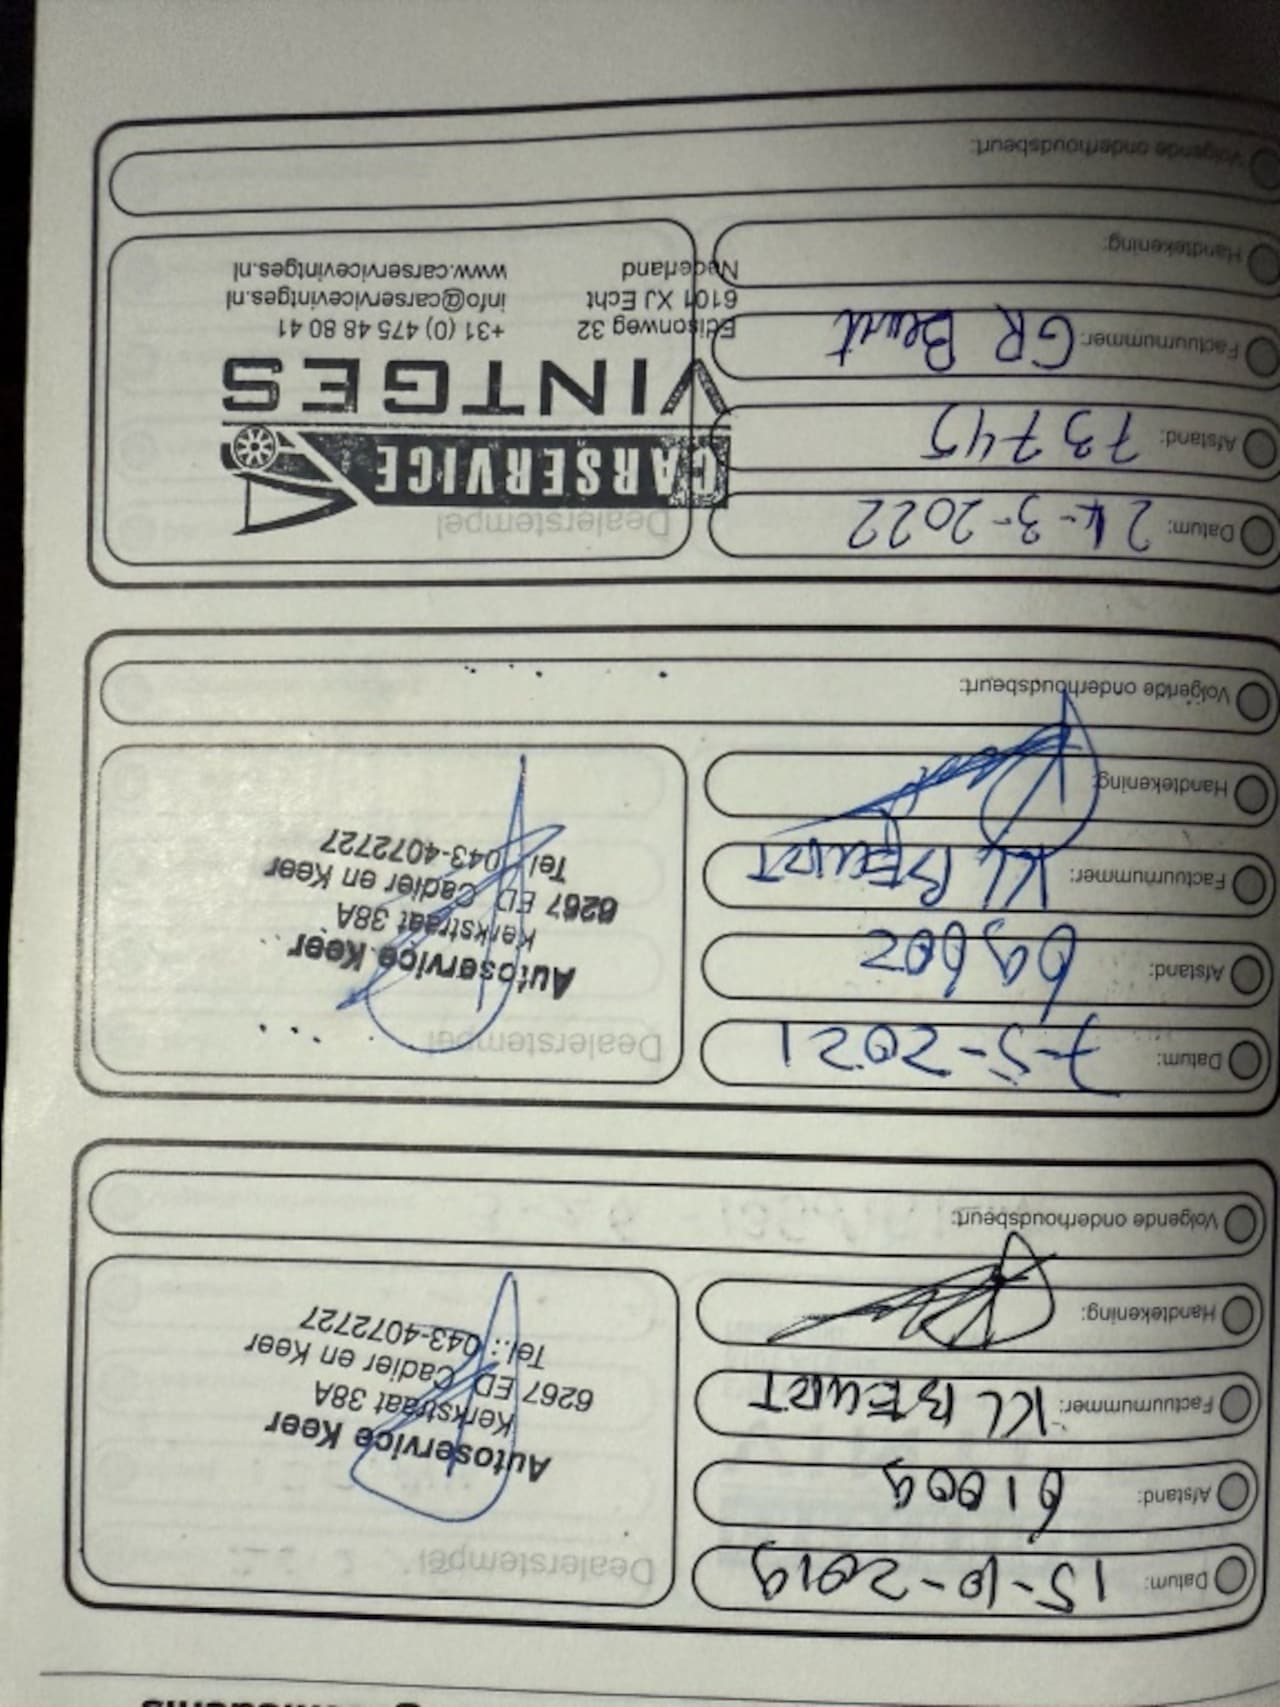 Datum: 15-10-2019
Afstand: 61009
Factuurnummer: KL BEURT
Handtekening:
Volgende onderhoudsbeurt:
Dealerstempel
Autoservice Keer
Kerkstraat 38A
6267 ED Cadier en Keer
Tel.: 043-4072727
Datum: 7-5-2021
Afstand: 69602
Factuurnummer: KL BEURT
Handtekening:
Volgende onderhoudsbeurt:
Dealerstempel
Autoservice Keer
Kerkstraat 38A
6267 ED Cadier en Keer
Tel.: 043-4072727
Datum: 24-3-2022
Afstand: 73745
Factuurnummer: GR Beurt
Handtekening:
Volgende onderhoudsbeurt:
Dealerstempel
CARSERVICE
VINTGES
Edisonweg 32 +31 (0) 475 48 80 41
6101 XJ Echt info@carservicevintges.nl
Nederland www.carservicevintges.nl